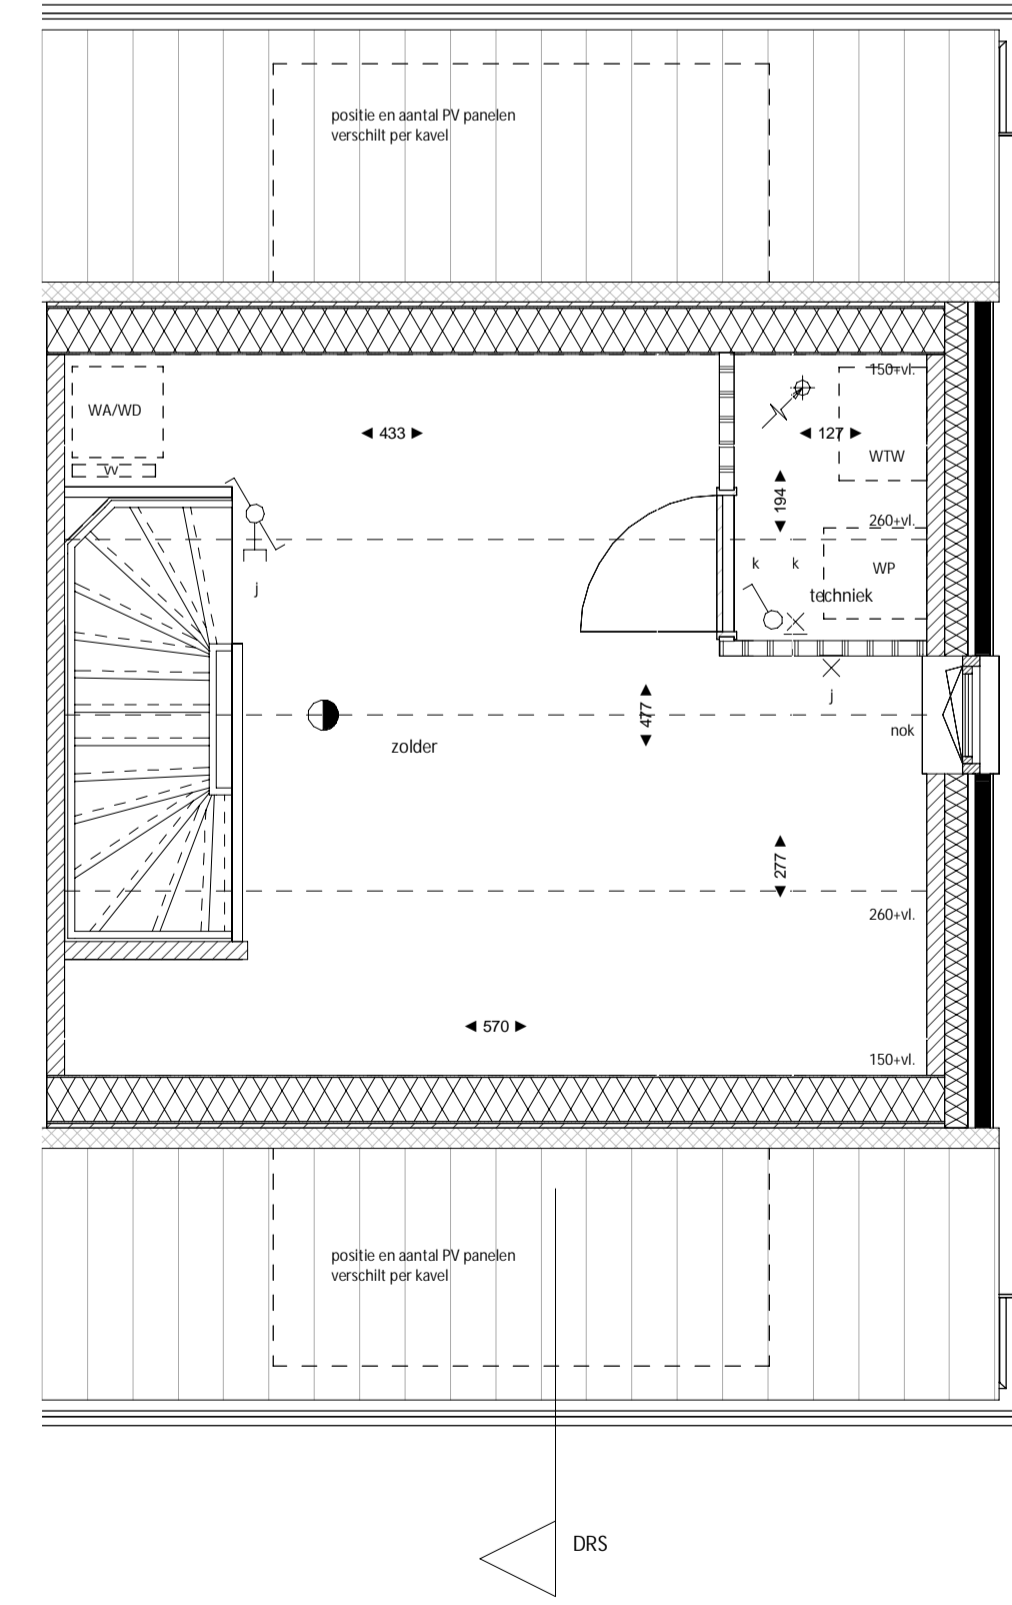 positie en aantal PV panelen
verschilt per kavel
150+vl.
WA/WD
433
127
WTW
W
194
260+vl.
k k
WP
j
techniek
j
477
nok
zolder
277
260+vl.
570
150+vl.
positie en aantal PV panelen
verschilt per kavel
DRS